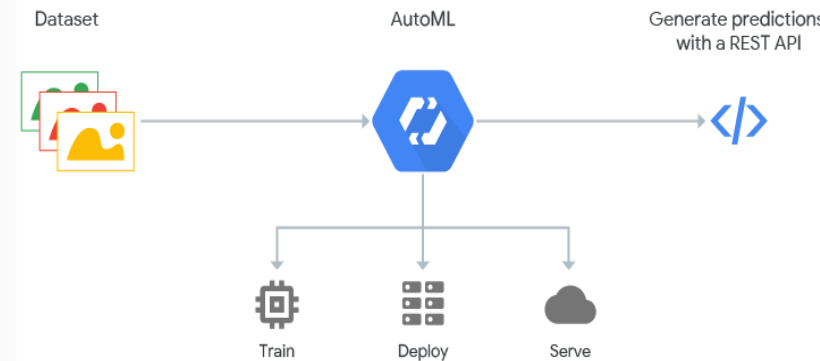 Dataset
AutoML
Generate predictions
with a REST API
Train
Deploy
Serve